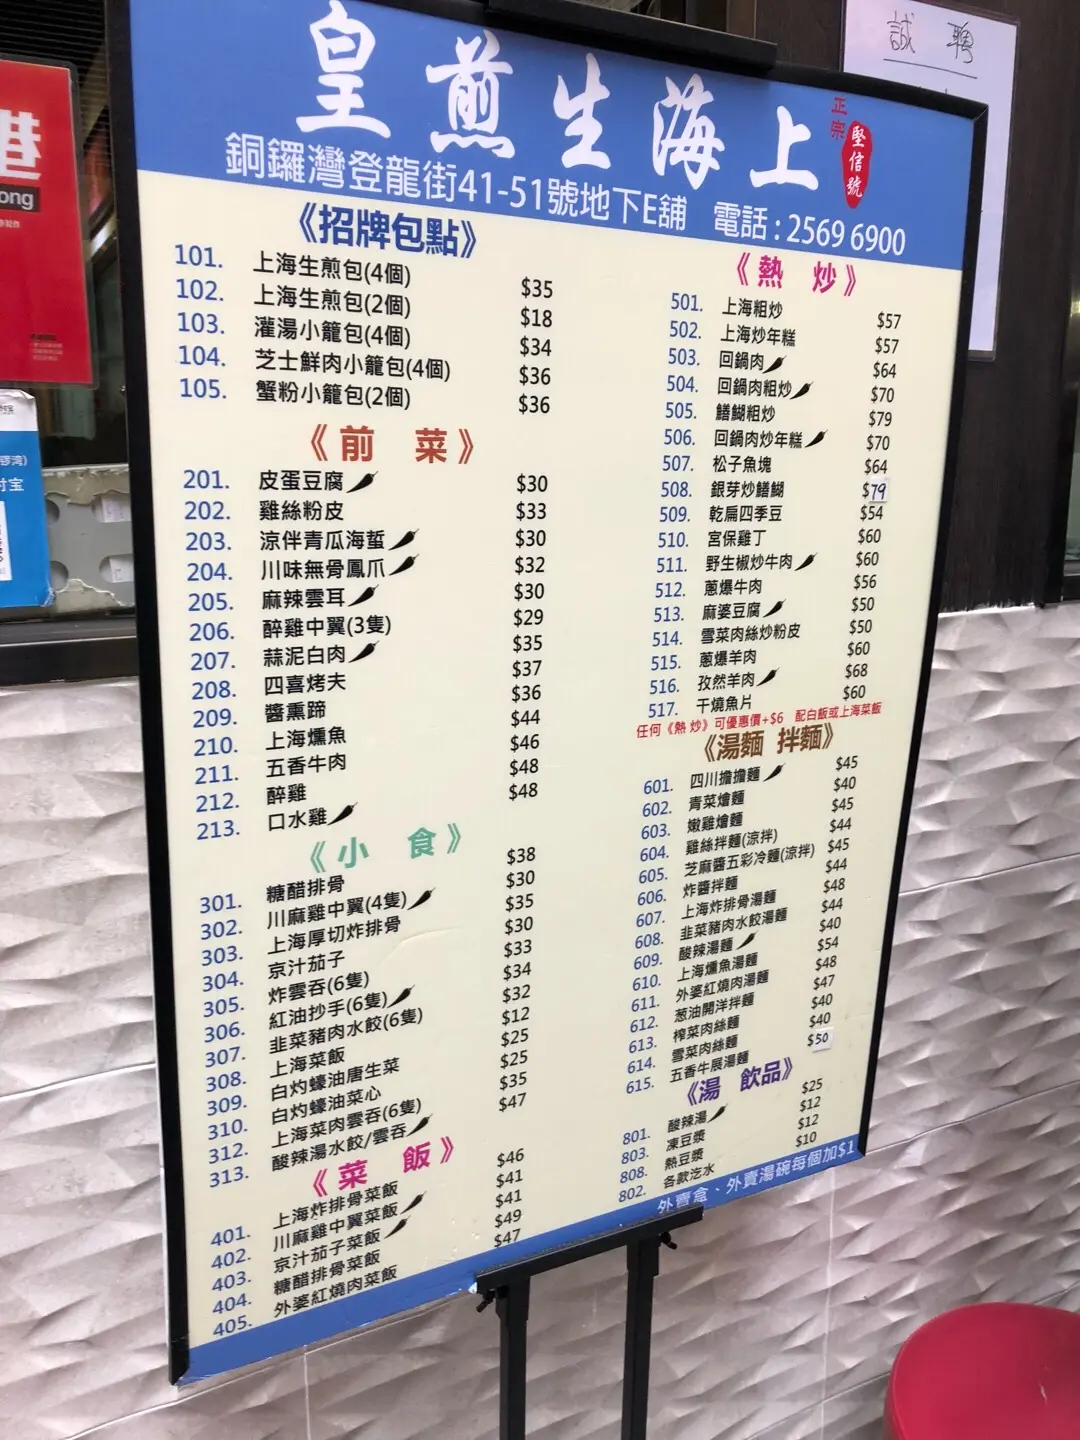 上海生煎皇
正宗
堅信號
銅鑼灣登龍街41-51號地下E舖 電話 : 2569 6900
《招牌包點》
101. 上海生煎包(4個) $35
102. 上海生煎包(2個) $18
103. 灌湯小籠包(4個) $34
104. 芝士鮮肉小籠包(4個) $36
105. 蟹粉小籠包(2個) $36
《前 菜》
201. 皮蛋豆腐 $30
202. 雞絲粉皮 $33
203. 涼伴青瓜海蜇 $30
204. 川味無骨鳳爪 $32
205. 麻辣雲耳 $30
206. 醉雞中翼(3隻) $29
207. 蒜泥白肉 $35
208. 四喜烤夫 $37
209. 醬熏蹄 $36
210. 上海燻魚 $44
211. 五香牛肉 $46
212. 醉雞 $48
213. 口水雞 $48
《小 食》
301. 糖醋排骨 $38
302. 川麻雞中翼(4隻) $30
303. 上海厚切炸排骨 $35
304. 京汁茄子 $30
305. 炸雲吞(6隻) $33
306. 紅油抄手(6隻) $34
307. 韭菜豬肉水餃(6隻) $32
308. 上海菜飯 $12
309. 白灼蠔油唐生菜 $25
310. 白灼蠔油菜心 $25
312. 上海菜肉雲吞(6隻) $35
313. 酸辣湯水餃/雲吞 $47
《菜 飯》
401. 上海炸排骨菜飯 $46
402. 川麻雞中翼菜飯 $41
403. 京汁茄子菜飯 $41
404. 糖醋排骨菜飯 $49
405. 外婆紅燒肉菜飯 $47
《熱 炒》
501. 上海粗炒 $57
502. 上海炒年糕 $57
503. 回鍋肉 $64
504. 回鍋肉粗炒 $70
505. 鱔鰗粗炒 $79
506. 回鍋肉炒年糕 $70
507. 松子魚塊 $64
508. 銀芽炒鱔鰗 $79
509. 乾扁四季豆 $54
510. 宮保雞丁 $60
511. 野生椒炒牛肉 $60
512. 蔥爆牛肉 $56
513. 麻婆豆腐 $50
514. 雪菜肉絲炒粉皮 $50
515. 蔥爆羊肉 $60
516. 孜然羊肉 $68
517. 干燒魚片 $60
任何《熱 炒》可優惠價+$6 配白飯或上海菜飯
《湯麵 拌麵》
601. 四川擔擔麵 $45
602. 青菜燴麵 $40
603. 嫩雞燴麵 $45
604. 雞絲拌麵(涼拌) $44
605. 芝麻醬五彩冷麵(涼拌) $45
606. 炸醬拌麵 $44
607. 上海炸排骨湯麵 $48
608. 韭菜豬肉水餃湯麵 $44
609. 酸辣湯麵 $40
610. 上海燻魚湯麵 $54
611. 外婆紅燒肉湯麵 $48
612. 葱油開洋拌麵 $47
613. 榨菜肉絲麵 $40
614. 雪菜肉絲麵 $40
615. 五香牛展湯麵 $50
《湯 飲品》
801. 酸辣湯 $25
803. 凍豆漿 $12
808. 熱豆漿 $12
802. 各款汽水 $10
外賣盒、外賣湯碗每個加$1
誠 聘
港
ong
付宝